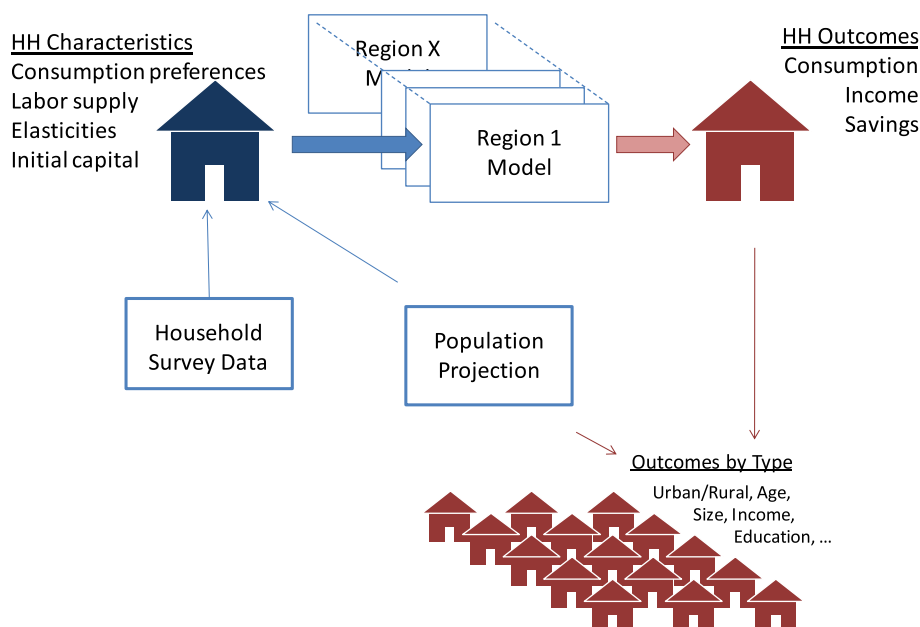 HH Characteristics
Consumption preferences
Labor supply
Elasticities
Initial capital
Region X
Region 1
Model
HH Outcomes
Consumption
Income
Savings
Household
Survey Data
Population
Projection
Outcomes by Type
Urban/Rural, Age,
Size, Income,
Education, ...